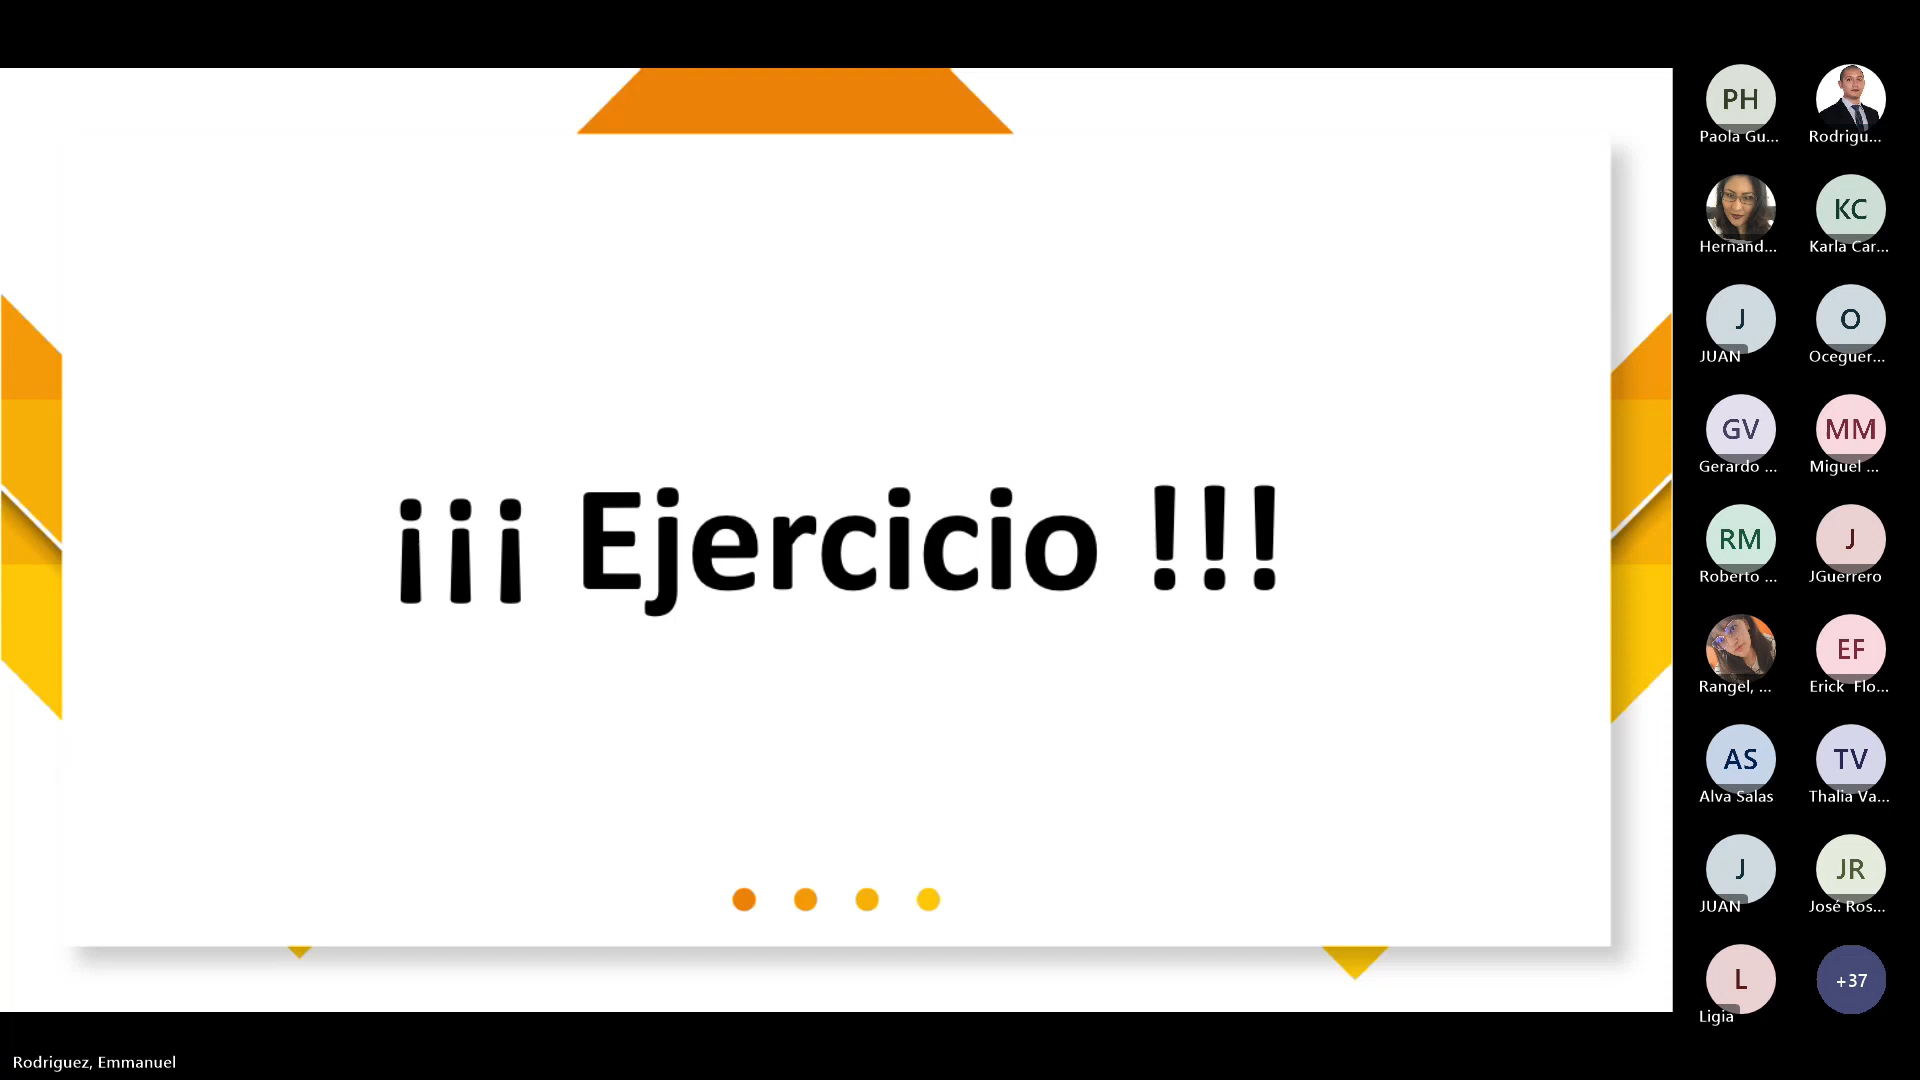 ¡¡¡ Ejercicio !!!
PH
Paola Gu...
Rodrigu...
Hernánd...
KC
Karla Car...
J
JUAN
O
Oceguer...
GV
Gerardo ...
MM
Miguel ...
RM
Roberto ...
J
JGuerrero
Rangel, ...
EF
Erick Flo...
AS
Alva Salas
TV
Thalia Va...
J
JUAN
JR
José Ros...
L
Ligia
+37
Rodriguez, Emmanuel